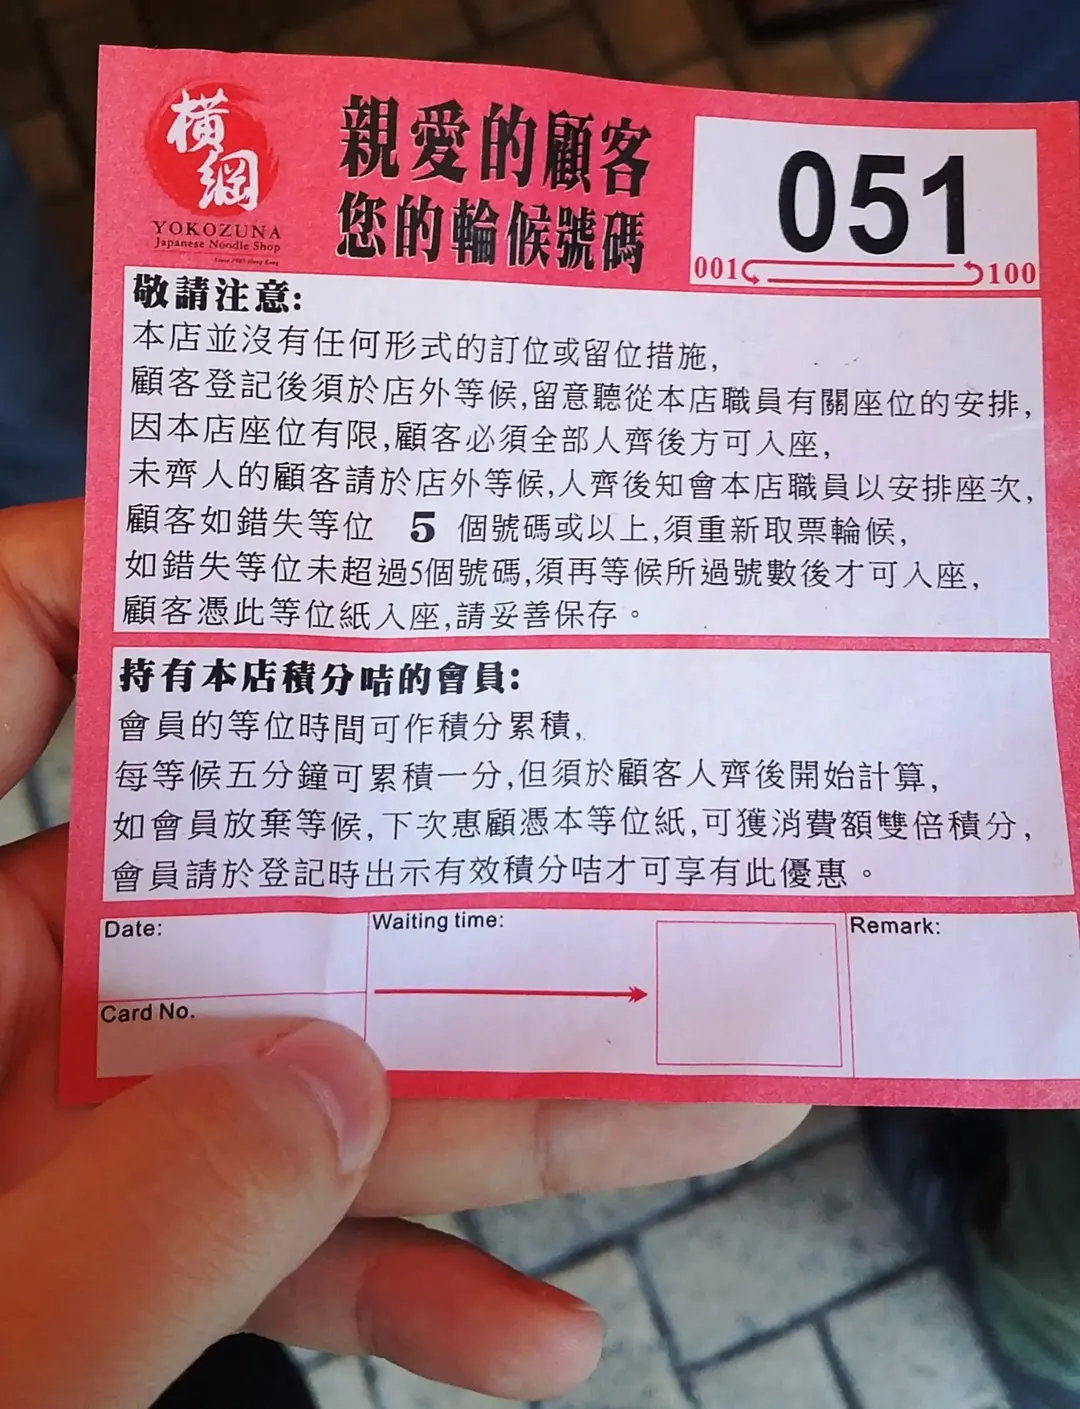 橫綱
YOKOZUNA
Japanese Noodle Shop
Since 1987 Hong Kong
親愛的顧客
您的輪候號碼
051
001 100
敬請注意:
本店並沒有任何形式的訂位或留位措施,
顧客登記後須於店外等候,留意聽從本店職員有關座位的安排,
因本店座位有限,顧客必須全部人齊後方可入座,
未齊人的顧客請於店外等候,人齊後知會本店職員以安排座次,
顧客如錯失等位 5 個號碼或以上,須重新取票輪候,
如錯失等位未超過5個號碼,須再等候所過號數後才可入座,
顧客憑此等位紙入座,請妥善保存。
持有本店積分咭的會員:
會員的等位時間可作積分累積,
每等候五分鐘可累積一分,但須於顧客人齊後開始計算,
如會員放棄等候,下次惠顧憑本等位紙,可獲消費額雙倍積分,
會員請於登記時出示有效積分咭才可享有此優惠。
Date:
Waiting time:
Remark:
Card No.